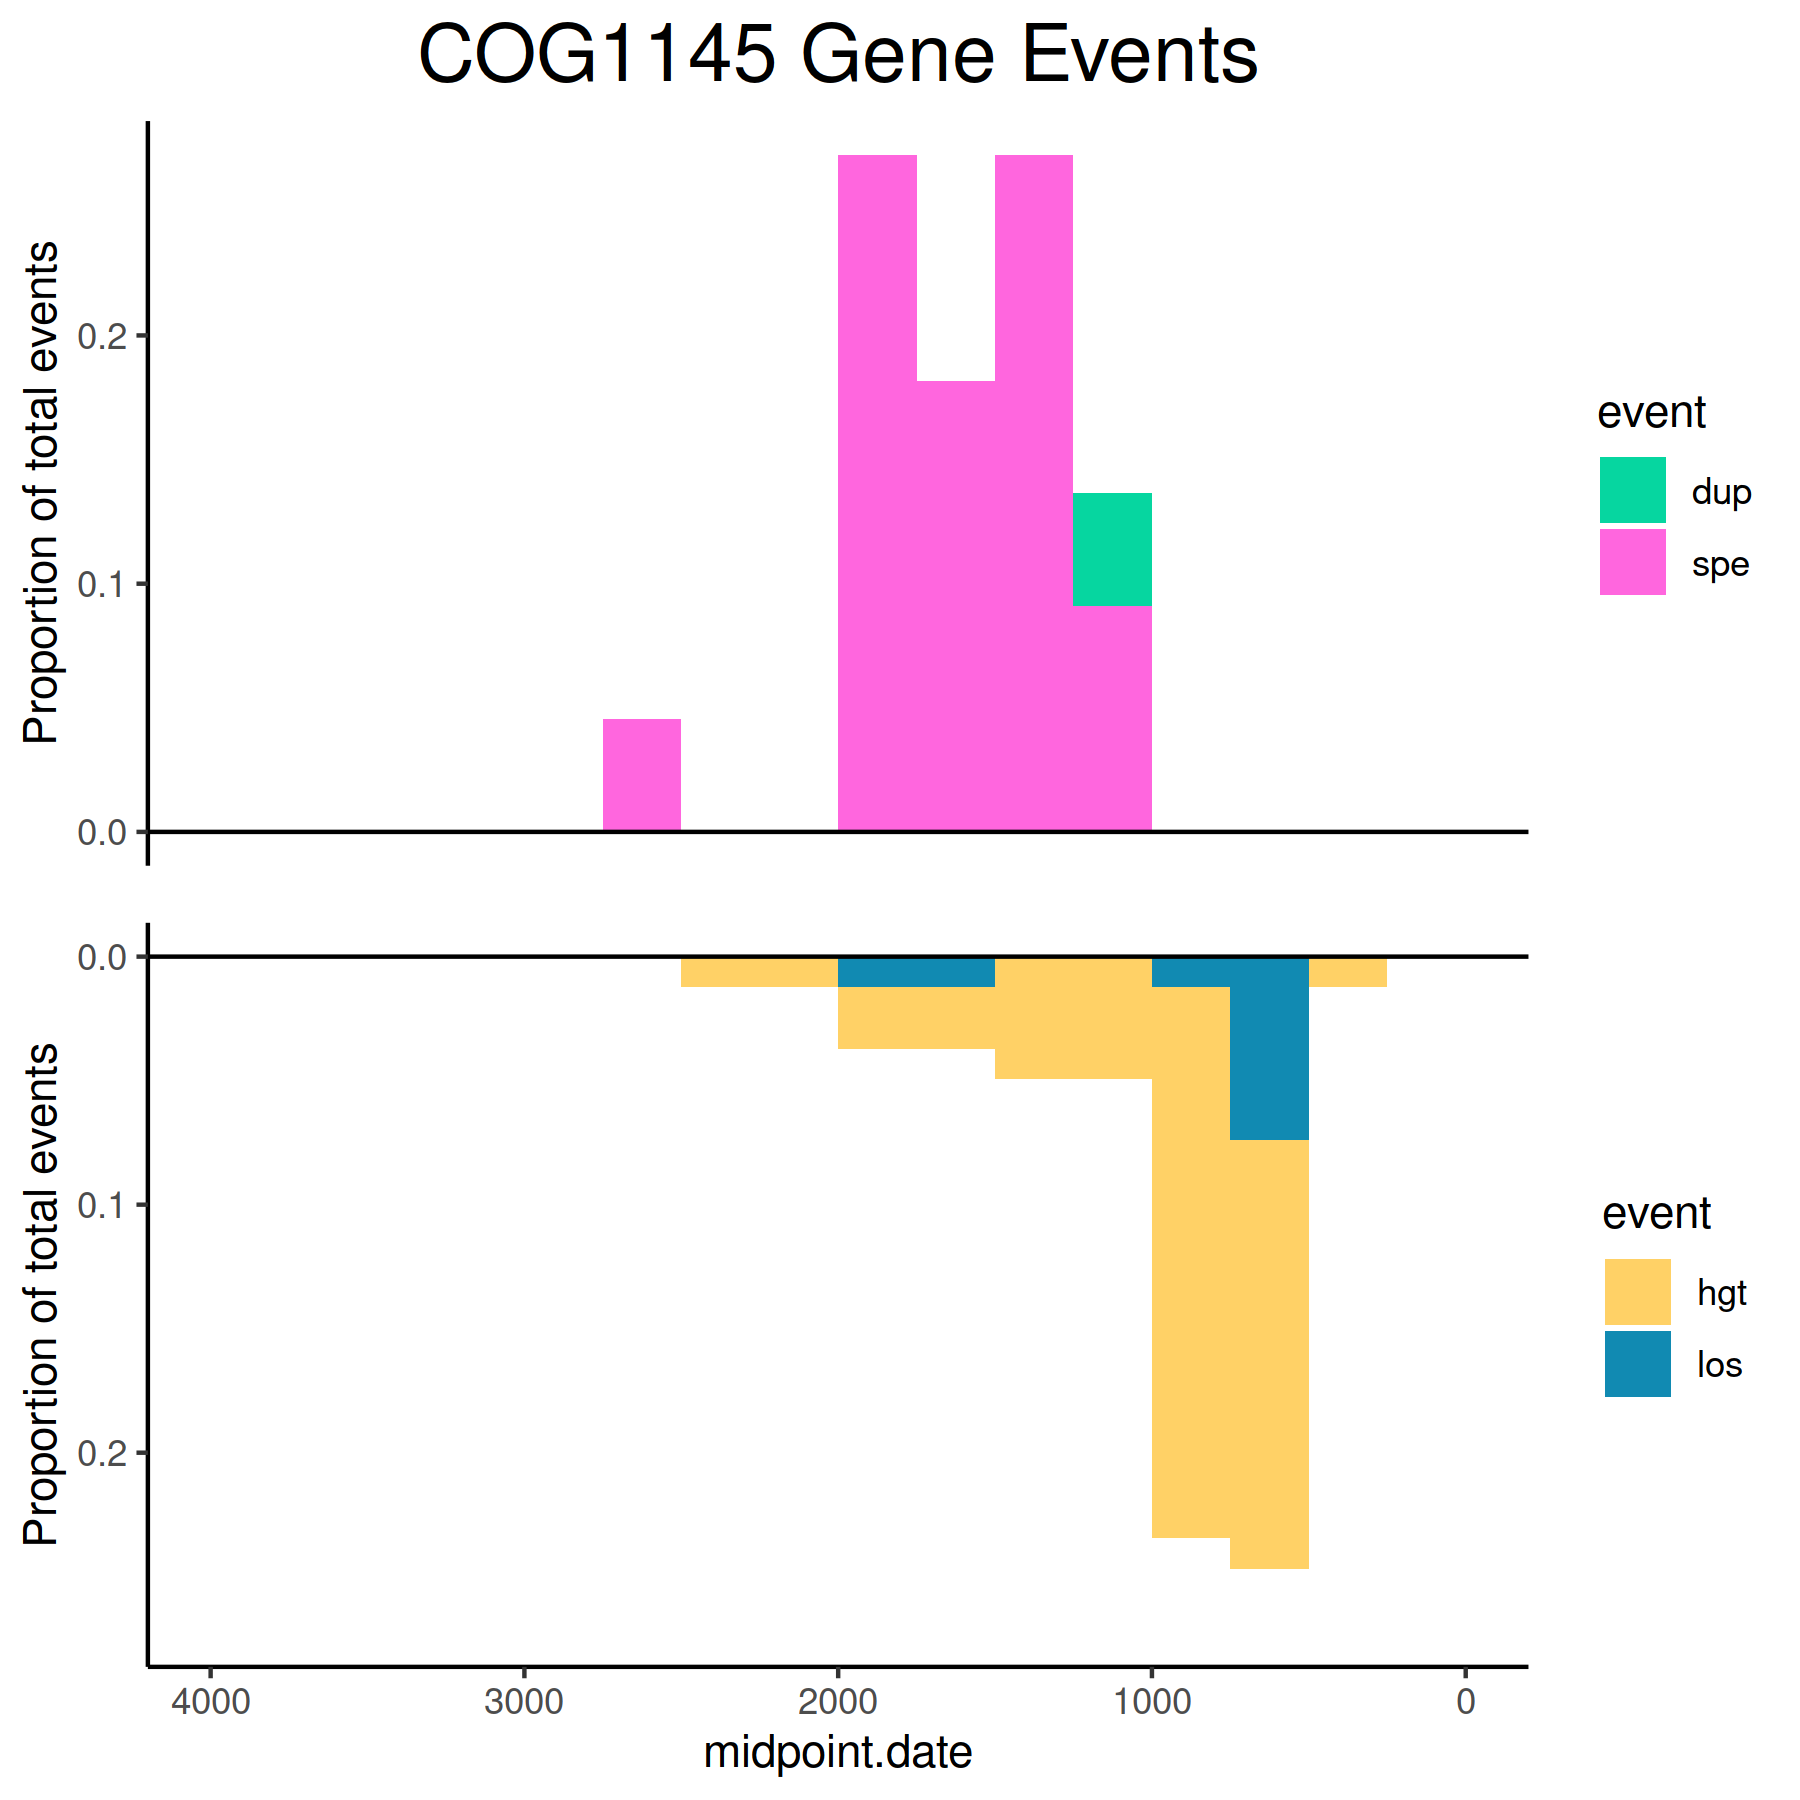 COG1145 Gene Events
Proportion of total events
0.2
0.1
0.0
event
dup
spe
Proportion of total events
0.0
0.1
0.2
event
hgt
los
4000 3000 2000 1000 0
midpoint.date